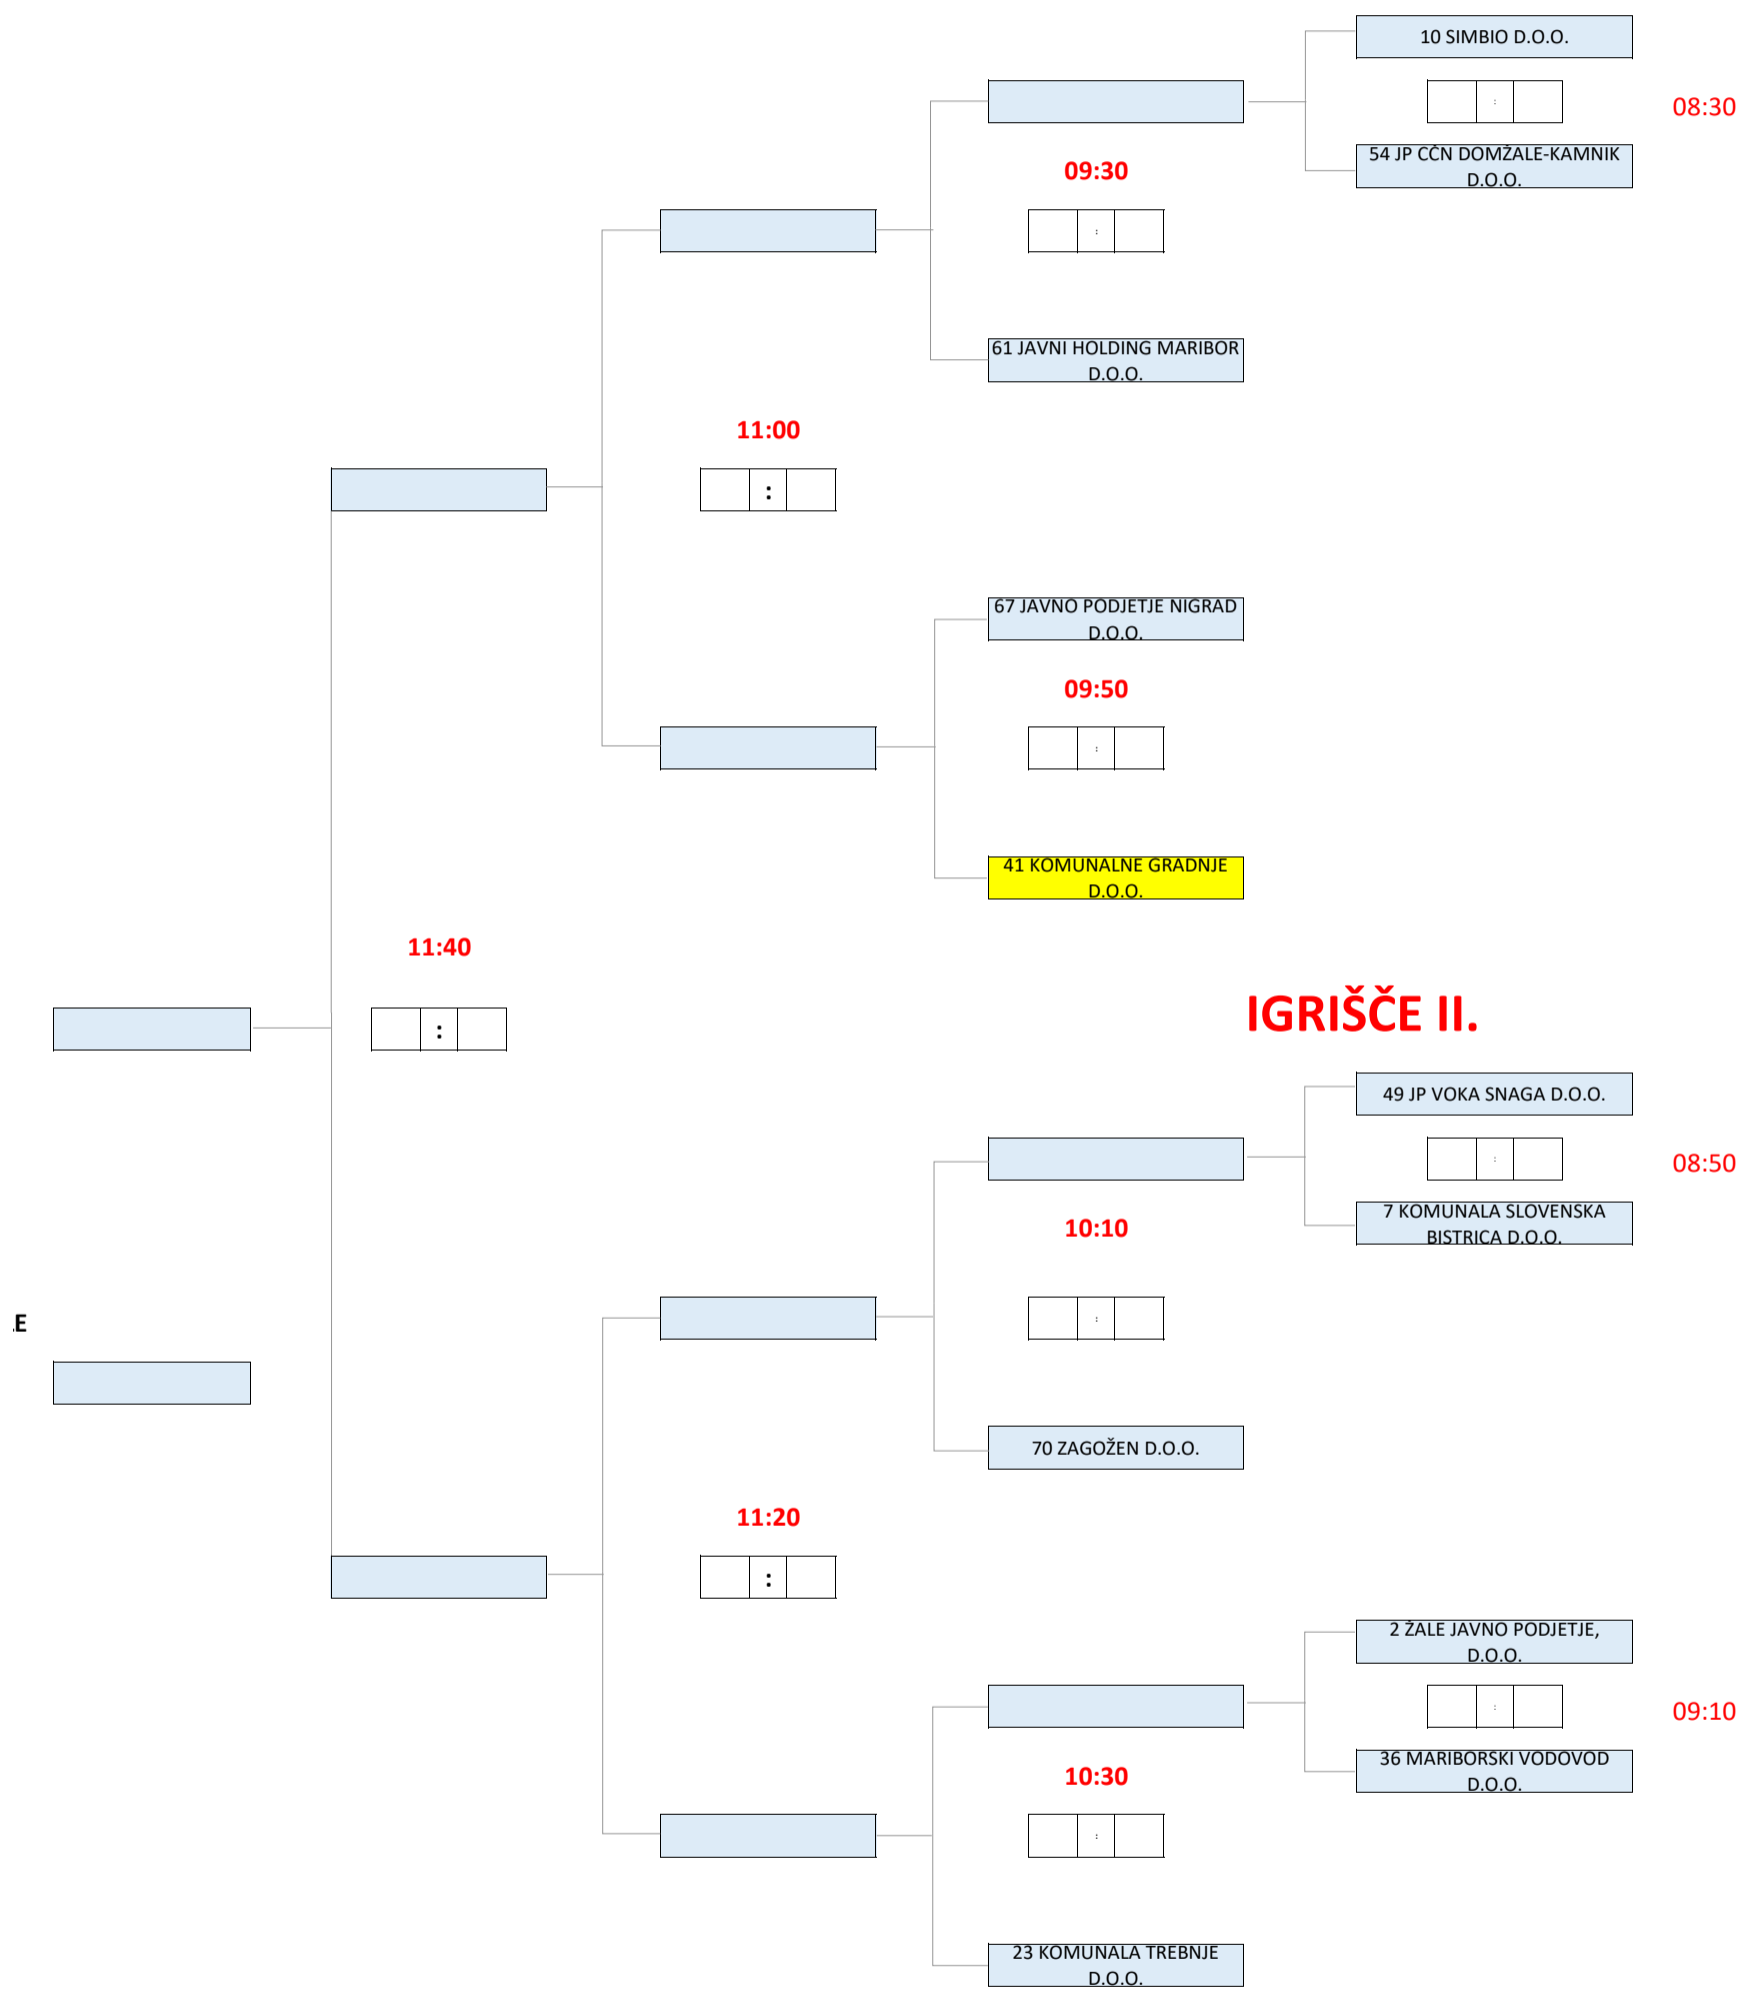 10 SIMBIO D.O.O.
:
08:30
54 JP CČN DOMŽALE-KAMNIK
D.O.O.
09:30
:
61 JAVNI HOLDING MARIBOR
D.O.O.
11:00
:
67 JAVNO PODJETJE NIGRAD
D.O.O.
09:50
:
41 KOMUNALNE GRADNJE
D.O.O.
11:40
:
IGRIŠČE II.
49 JP VOKA SNAGA D.O.O.
:
08:50
7 KOMUNALA SLOVENSKA
BISTRICA D.O.O.
10:10
:
E
70 ZAGOŽEN D.O.O.
11:20
:
2 ŽALE JAVNO PODJETJE,
D.O.O.
:
09:10
36 MARIBORSKI VODOVOD
D.O.O.
10:30
:
23 KOMUNALA TREBNJE
D.O.O.